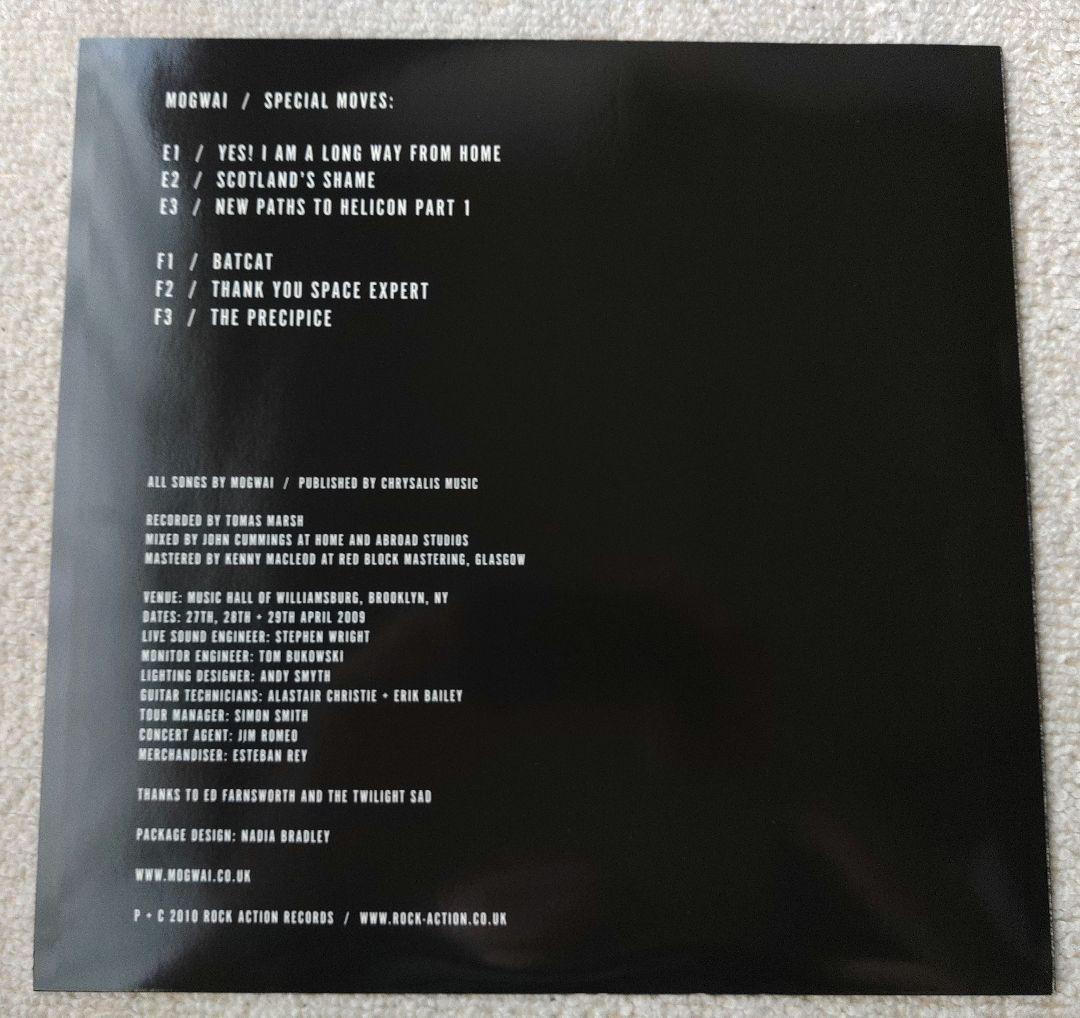 MOGWAI / SPECIAL MOVES:
E1 / YES! I AM A LONG WAY FROM HOME
E2 / SCOTLAND'S SHAME
E3 / NEW PATHS TO HELICON PART 1
F1 / BATCAT
F2 / THANK YOU SPACE EXPERT
F3 / THE PRECIPICE
ALL SONGS BY MOGWAI / PUBLISHED BY CHRYSALIS MUSIC
RECORDED BY TOMAS MARSH
MIXED BY JOHN CUMMINGS AT HOME AND ABROAD STUDIOS
MASTERED BY KENNY MACLEOD AT RED BLOCK MASTERING, GLASGOW
VENUE: MUSIC HALL OF WILLIAMSBURG, BROOKLYN, NY
DATES: 27TH, 28TH + 29TH APRIL 2009
LIVE SOUND ENGINEER: STEPHEN WRIGHT
MONITOR ENGINEER: TOM BUKOWSKI
LIGHTING DESIGNER: ANDY SMYTH
GUITAR TECHNICIANS: ALASTAIR CHRISTIE + ERIK BAILEY
TOUR MANAGER: SIMON SMITH
CONCERT AGENT: JIM ROMEO
MERCHANDISER: ESTEBAN REY
THANKS TO ED FARNSWORTH AND THE TWILIGHT SAD
PACKAGE DESIGN: NADIA BRADLEY
WWW.MOGWAI.CO.UK
P + C 2010 ROCK ACTION RECORDS / WWW.ROCK-ACTION.CO.UK